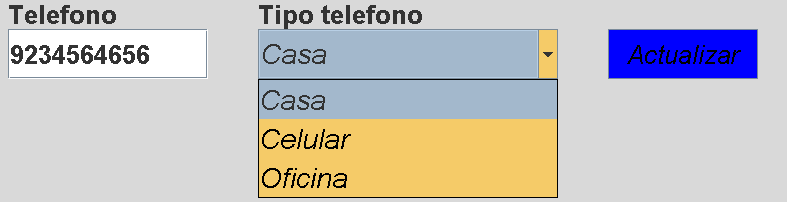 Telefono Tipo telefono
9234564656 Casa Actualizar
Casa
Celular
Oficina